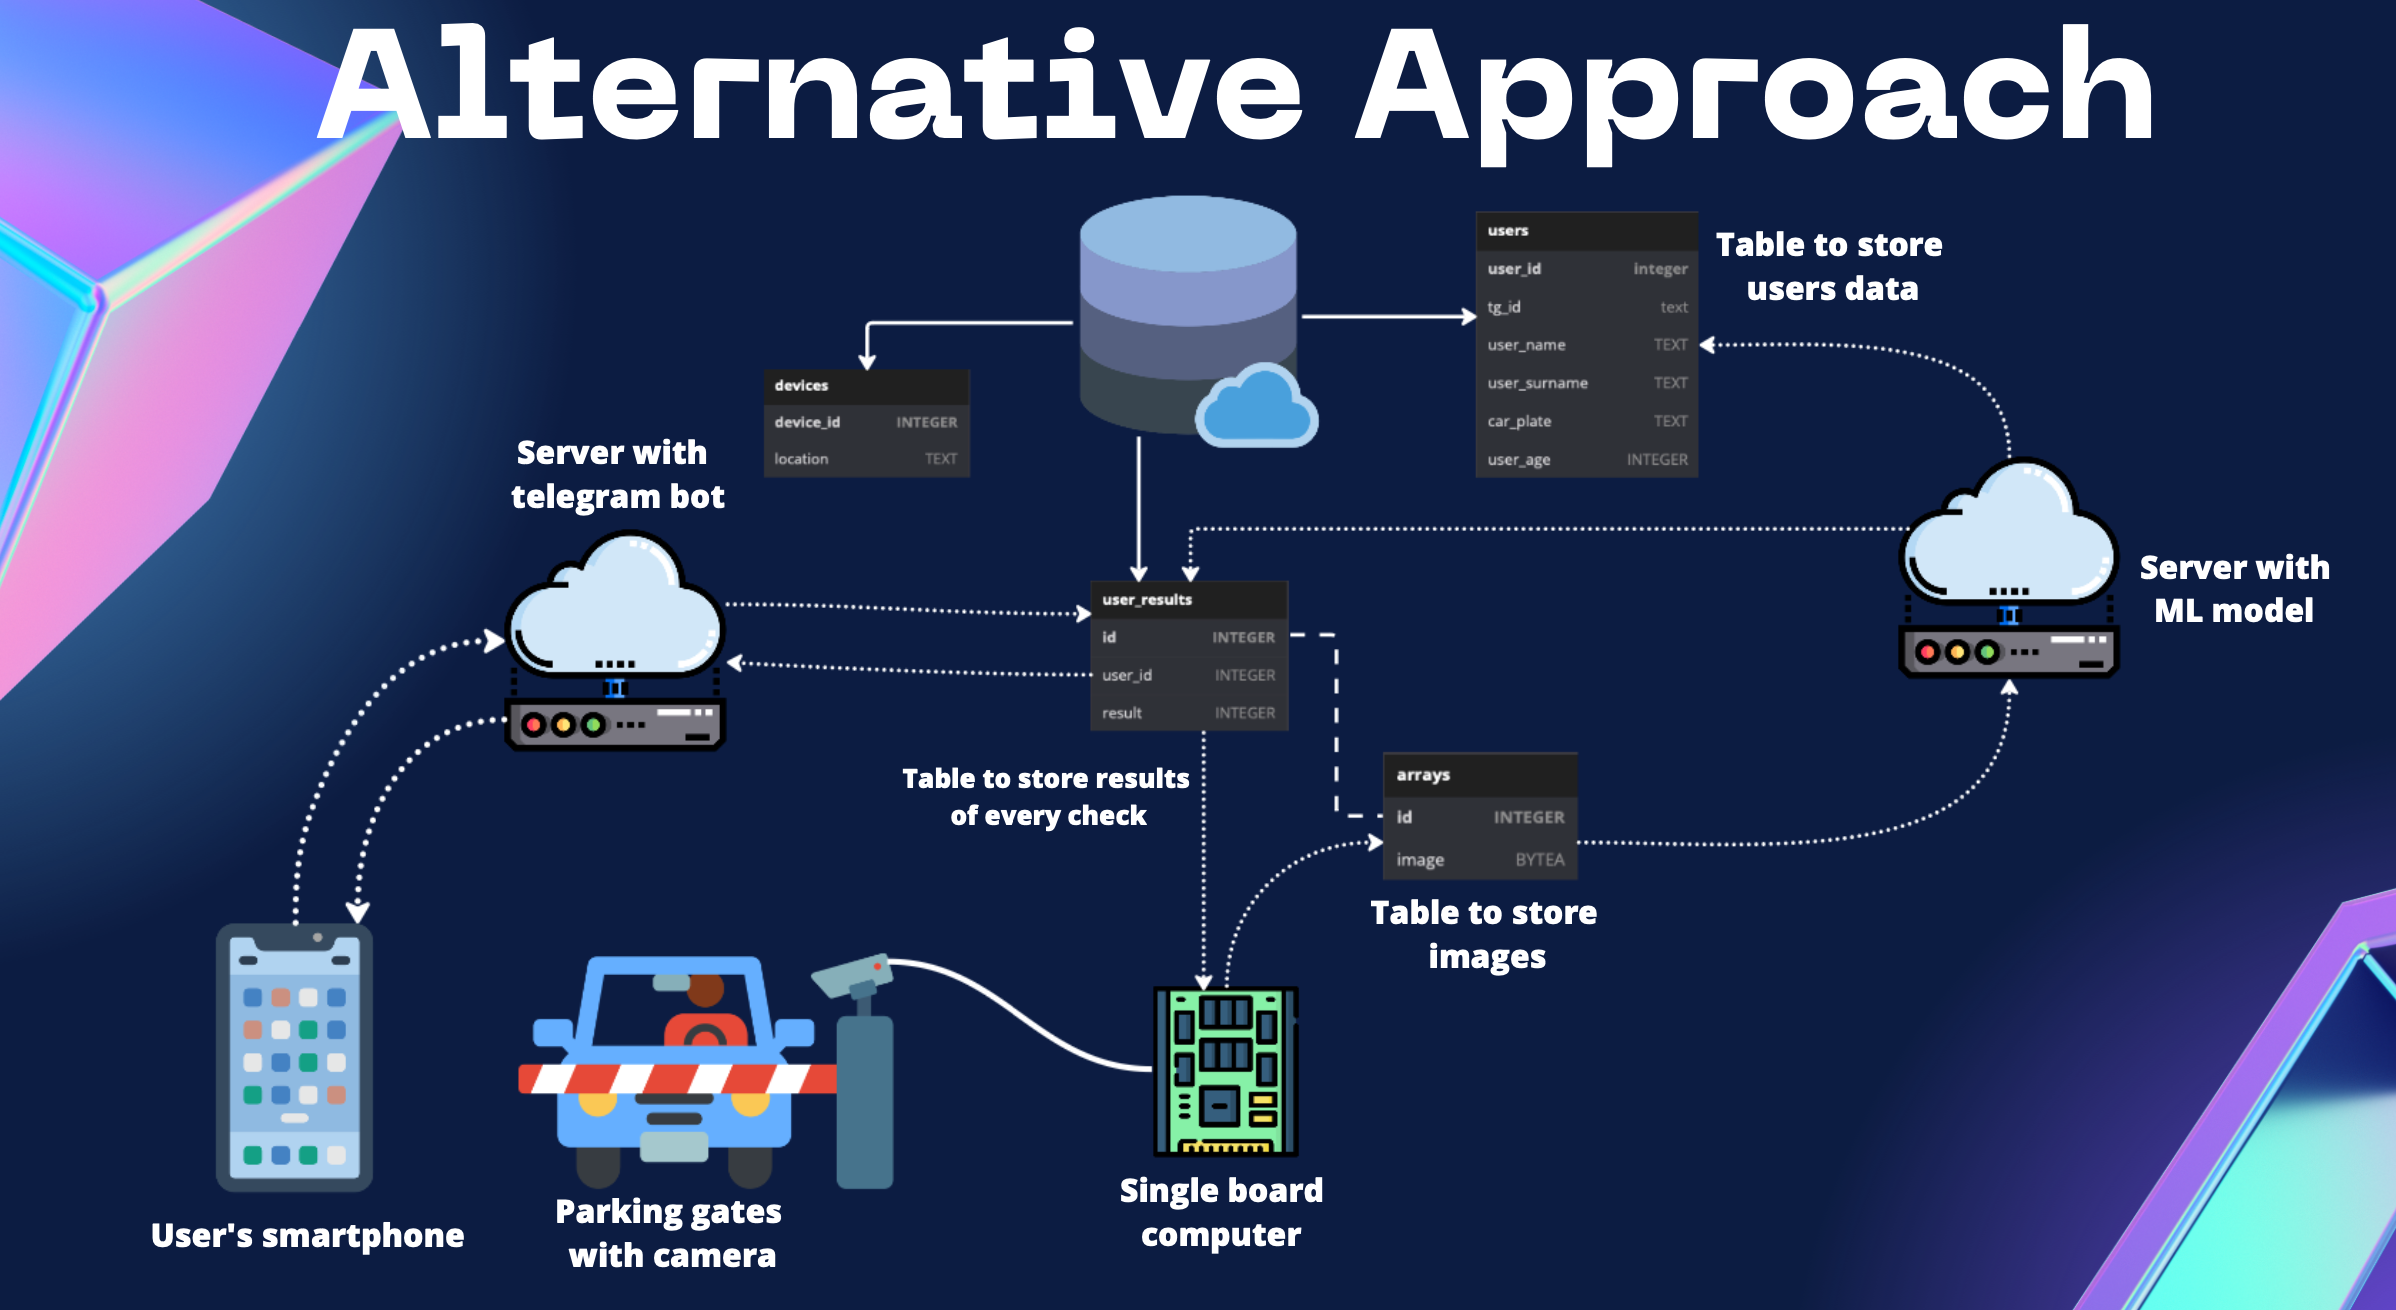 Alternative Approach
users
user_id integer
tg_id text
user_name TEXT
user_surname TEXT
car_plate TEXT
user_age INTEGER
Table to store
users data
devices
device_id INTEGER
location TEXT
Server with
telegram bot
Server with
ML model
user_results
id INTEGER
user_id INTEGER
result INTEGER
Table to store results
of every check
arrays
id INTEGER
image BYTEA
Table to store
images
User's smartphone
Parking gates
with camera
Single board
computer